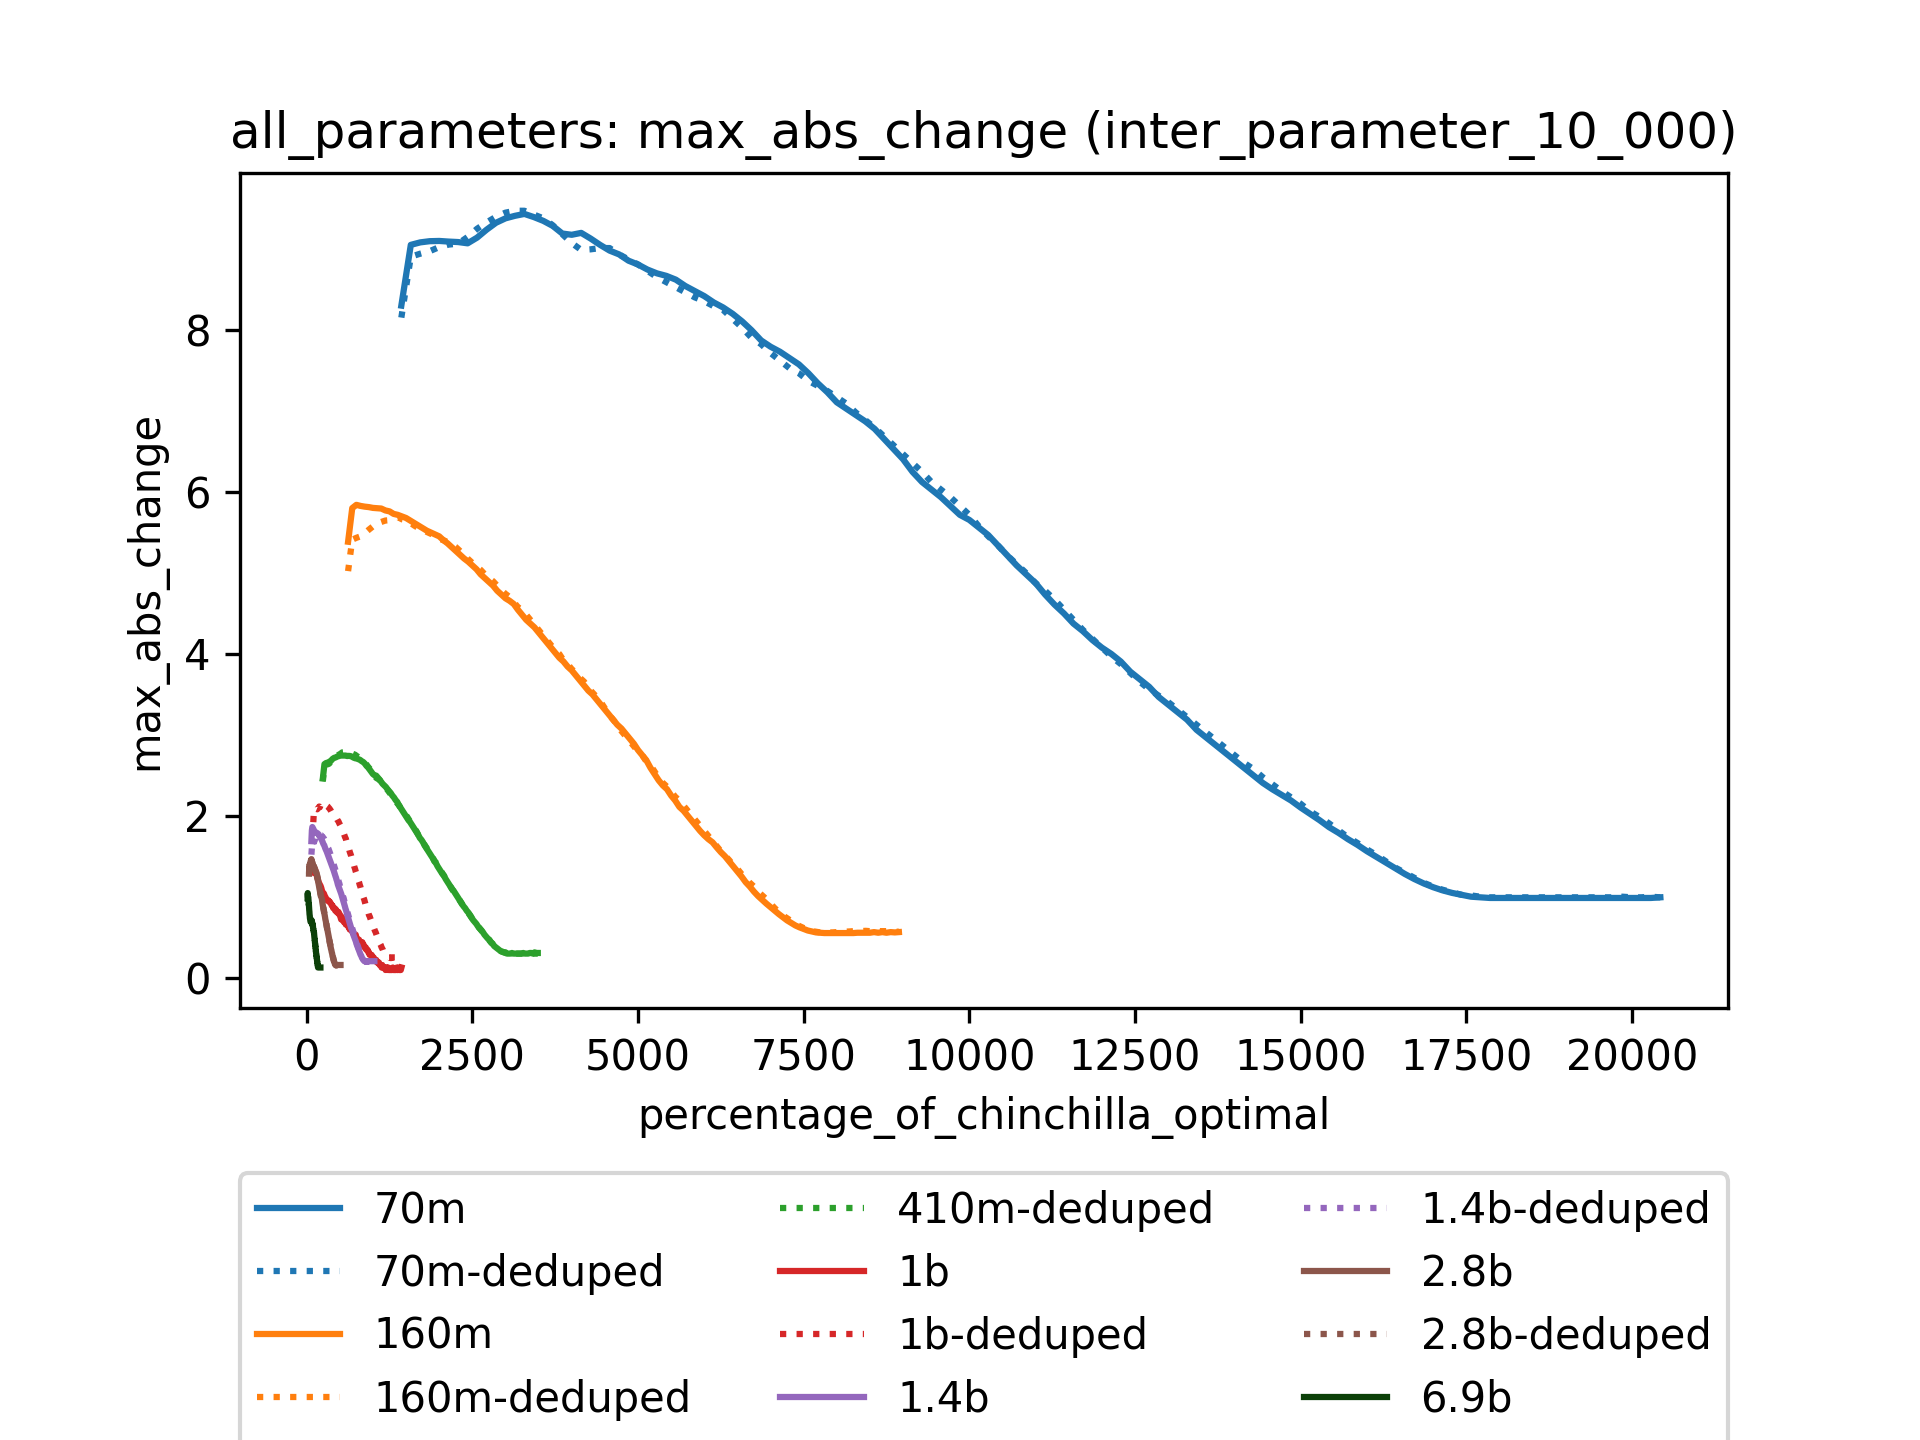 all_parameters: max_abs_change (inter_parameter_10_000)
max_abs_change
8
6
4
2
0
0 2500 5000 7500 10000 12500 15000 17500 20000
percentage_of_chinchilla_optimal
70m
70m-deduped
160m
160m-deduped
410m-deduped
1b
1b-deduped
1.4b
1.4b-deduped
2.8b
2.8b-deduped
6.9b